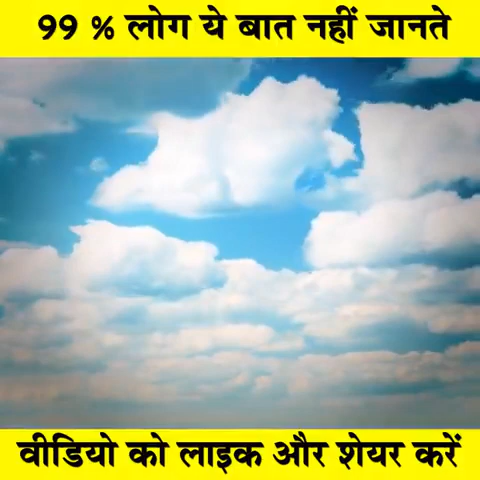 99 % लोग ये बात नहीं जानते
वीडियो को लाइक और शेयर करें